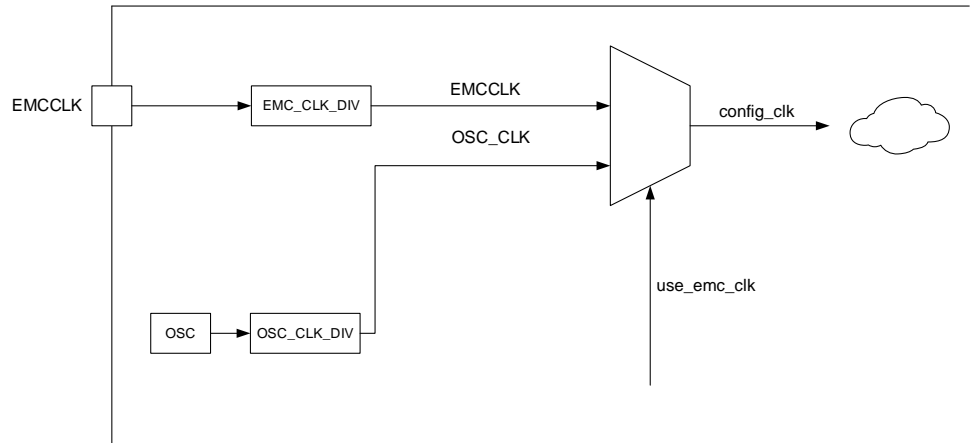 EMCCLK
EMC_CLK_DIV
EMCCLK
OSC_CLK
config_clk
use_emc_clk
OSC
OSC_CLK_DIV